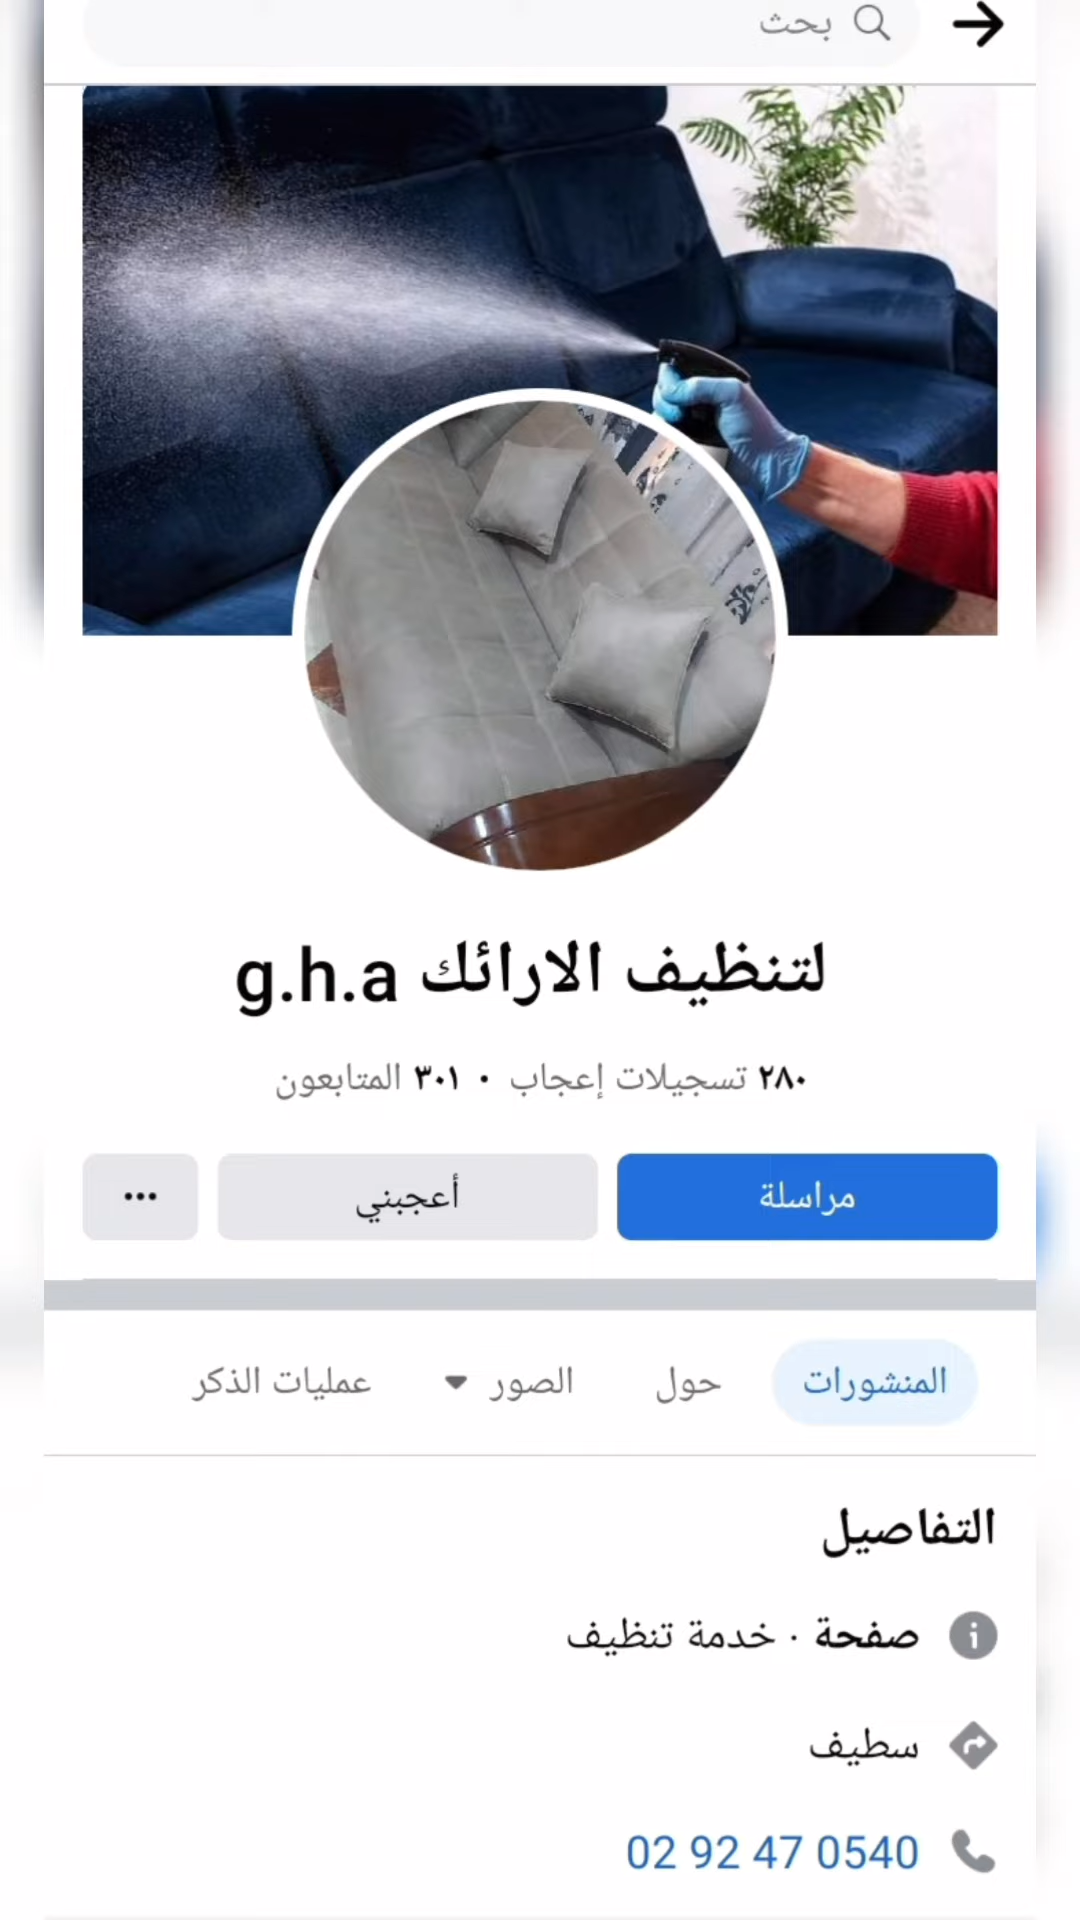 بحث
لتنظيف الارائك g.h.a
٢٨٠ تسجيلات إعجاب • ٣٠١ المتابعون
مراسلة
أعجبني
المنشورات
حول
الصور
عمليات الذكر
التفاصيل
صفحة · خدمة تنظيف
سطيف
02 92 47 0540